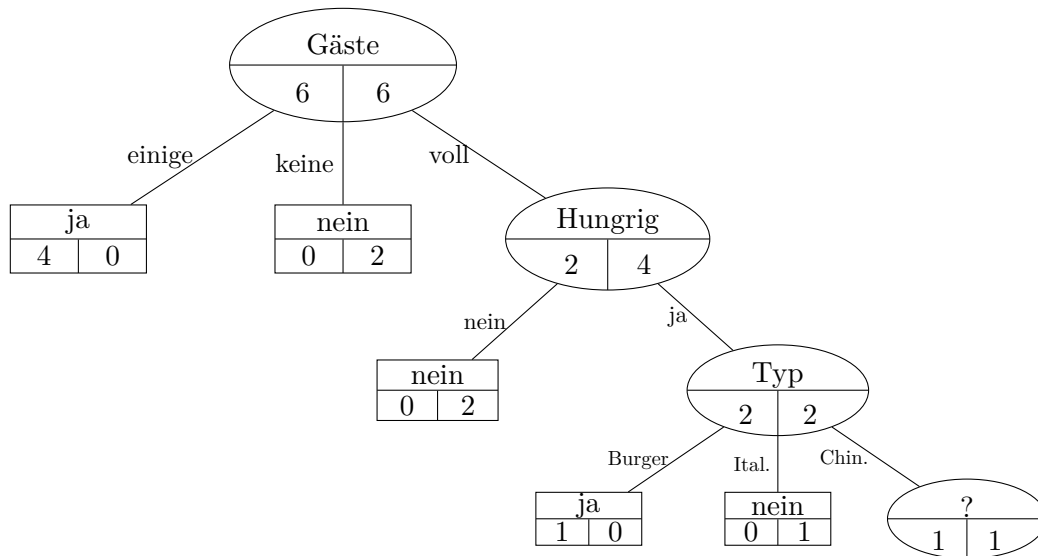 Gäste
6 6
einige
keine
voll
ja
4 0
nein
0 2
Hungrig
2 4
nein
ja
nein
0 2
Typ
2 2
Burger
Ital.
Chin.
ja
1 0
nein
0 1
?
1 1